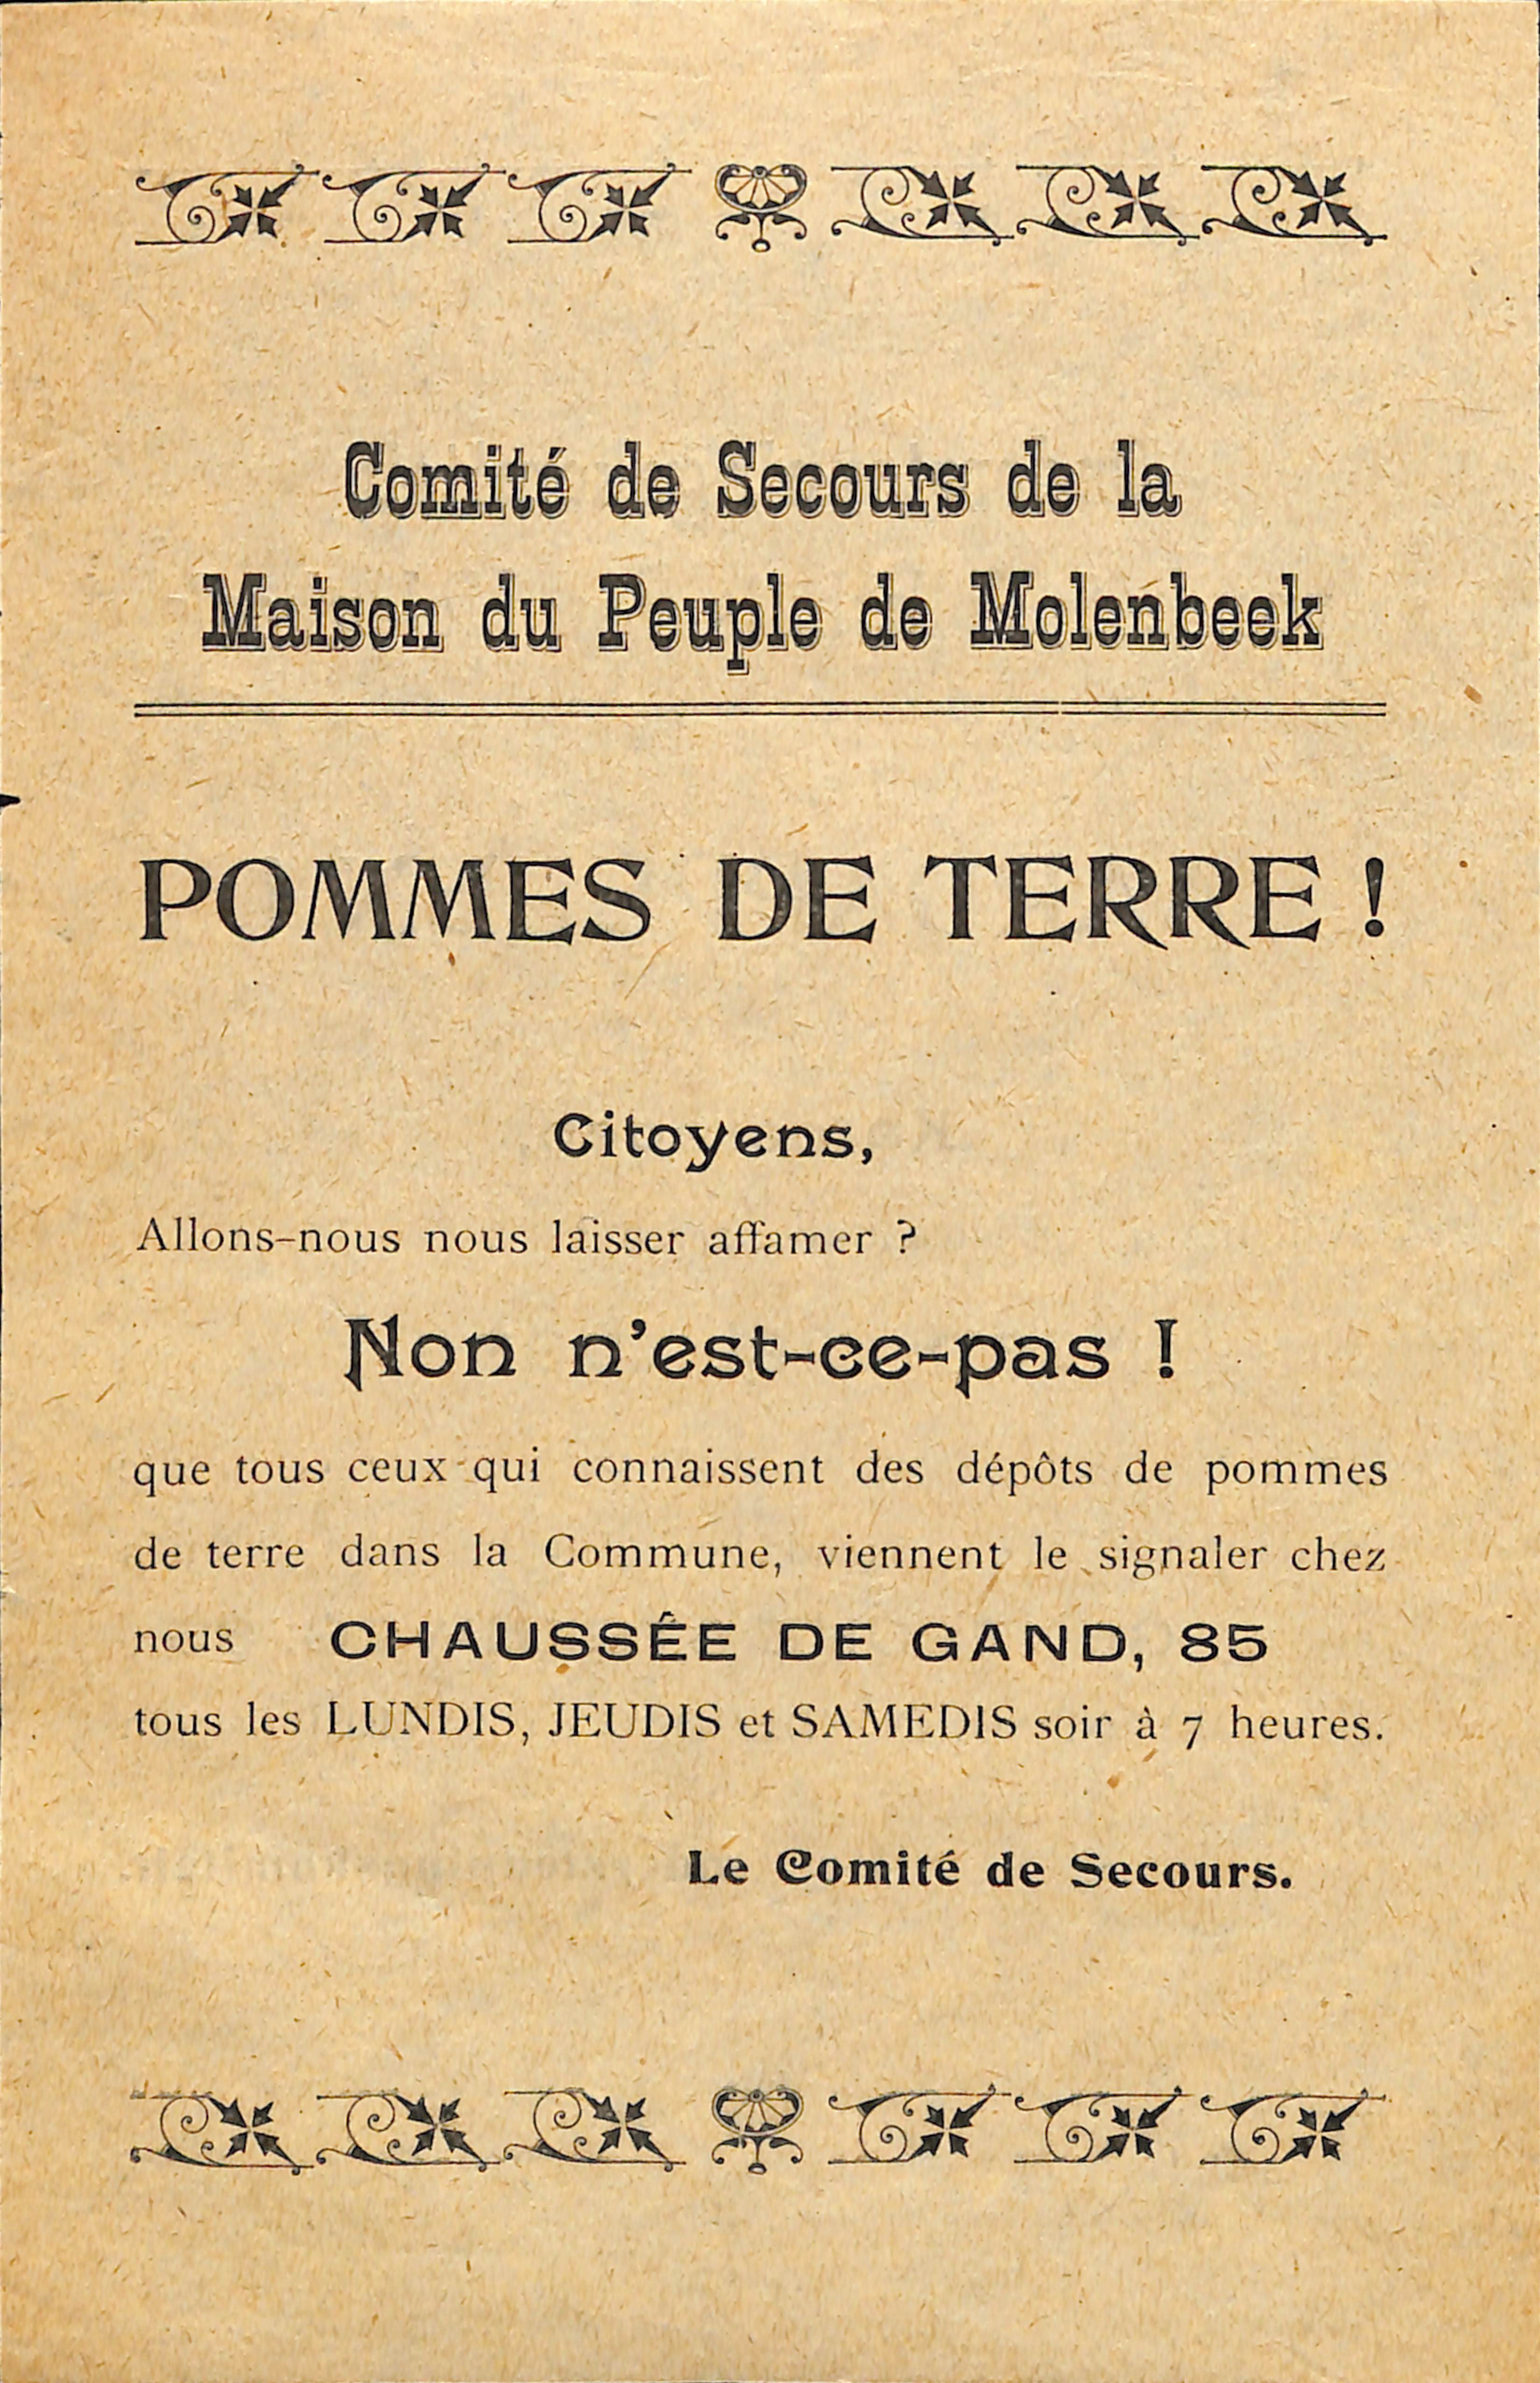 Comité de Secours de la
Maison du Peuple de Molenbeek
POMMES DE TERRE !
Citoyens,
Allons-nous nous laisser affamer ?
Non n'est-ce-pas !
que tous ceux qui connaissent des dépôts de pommes
de terre dans la Commune, viennent le signaler chez
nous CHAUSSÊE DE GAND, 85
tous les LUNDIS, JEUDIS et SAMEDIS soir à 7 heures.
Le Comité de Secours.